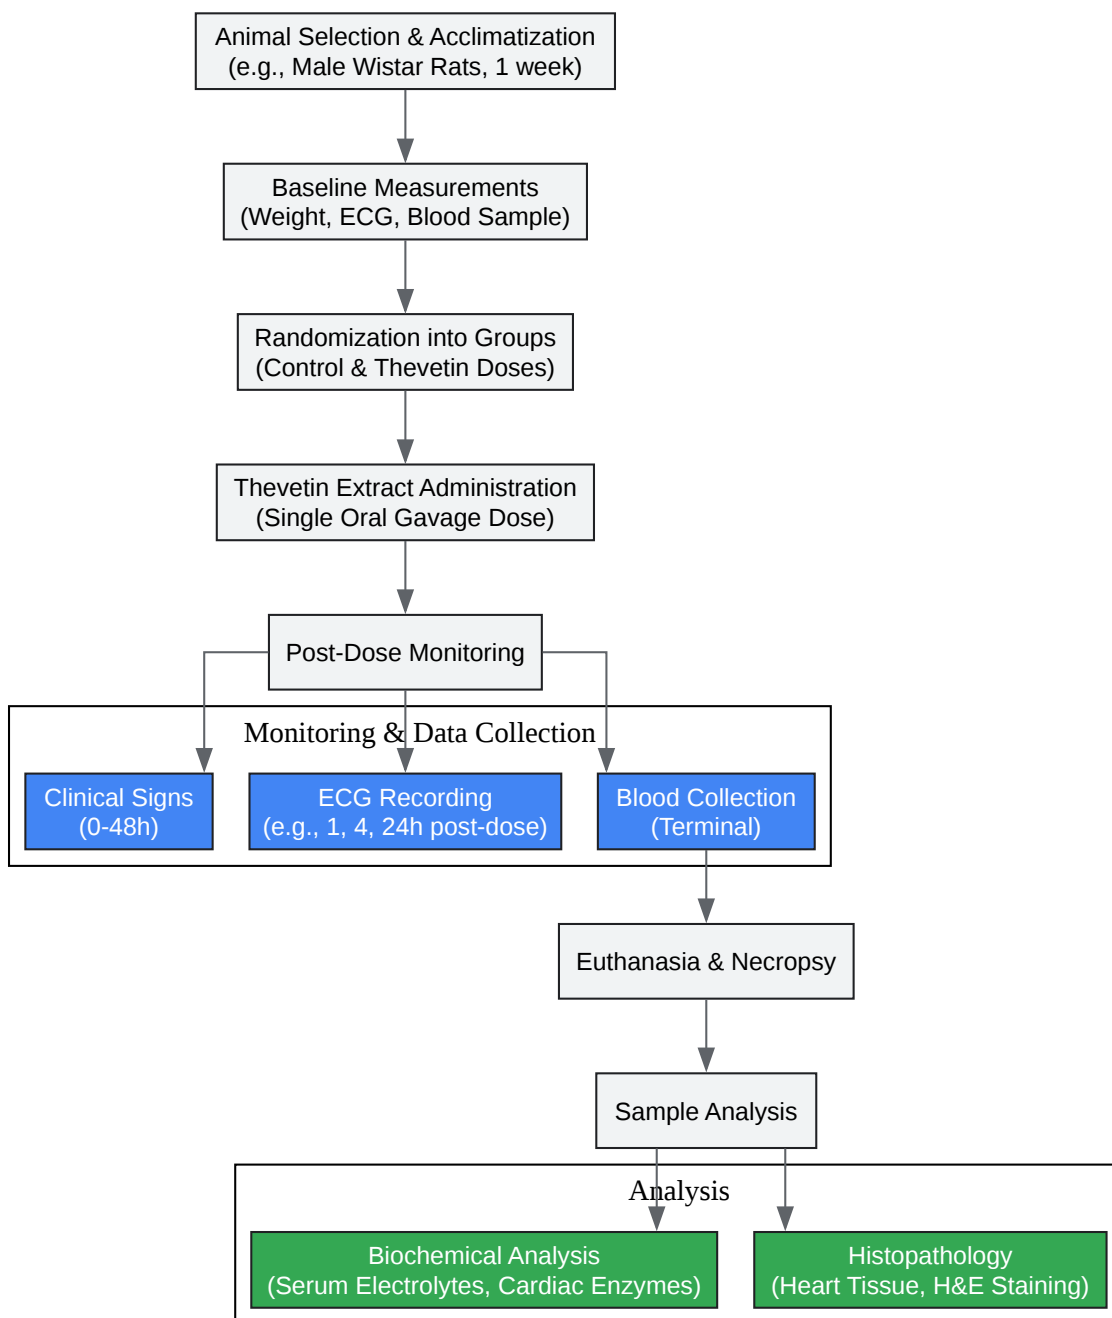 Animal Selection & Acclimatization
(e.g., Male Wistar Rats, 1 week)
Baseline Measurements
(Weight, ECG, Blood Sample)
Randomization into Groups
(Control & Thevetin Doses)
Thevetin Extract Administration
(Single Oral Gavage Dose)
Post-Dose Monitoring
Monitoring & Data Collection
Clinical Signs
(0-48h)
ECG Recording
(e.g., 1, 4, 24h post-dose)
Blood Collection
(Terminal)
Euthanasia & Necropsy
Sample Analysis
Analysis
Biochemical Analysis
(Serum Electrolytes, Cardiac Enzymes)
Histopathology
(Heart Tissue, H&E Staining)